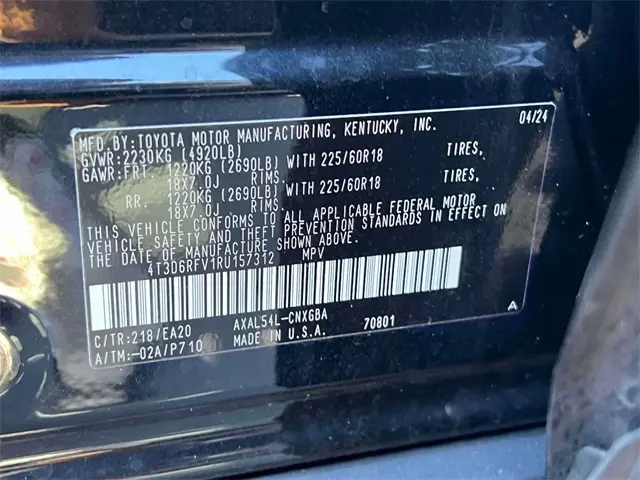 MFD.BY:TOYOTA MOTOR MANUFACTURING, KENTUCKY, INC. 04/24
GVWR:2230KG (4920LB)
GAWR:FRT. 1220KG (2690LB) WITH 225/60R18 TIRES,
18X7.0J RIMS
RR. 1220KG (2690LB) WITH 225/60R18 TIRES,
18X7.0J RIMS
THIS VEHICLE CONFORMS TO ALL APPLICABLE FEDERAL MOTOR
VEHICLE SAFETY AND THEFT PREVENTION STANDARDS IN EFFECT ON
THE DATE OF MANUFACTURE SHOWN ABOVE.
4T3D6RFV1RU157312 MPV
C/TR:218/EA20 AXAL54L-CNXGBA 70801 A
A/TM:-02A/P710 MADE IN U.S.A.